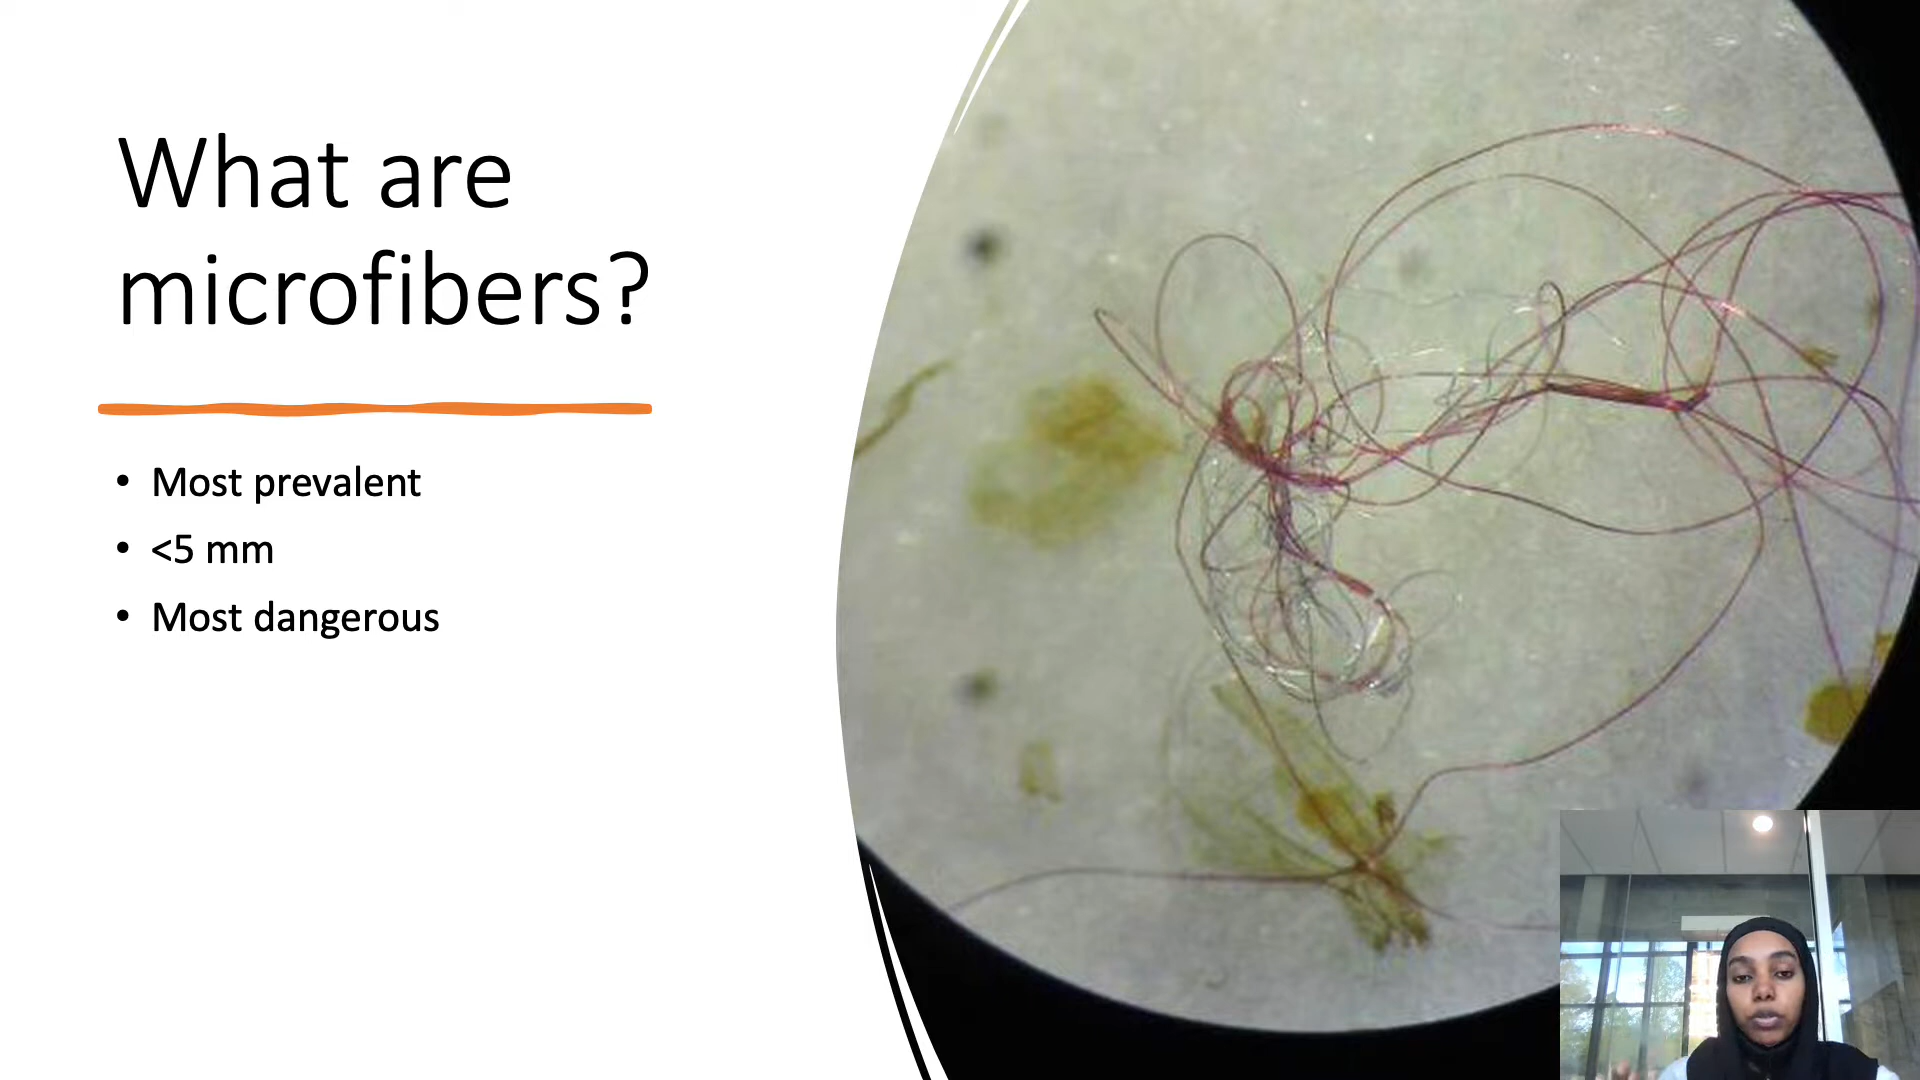 What are
microfibers?
• Most prevalent
• <5 mm
• Most dangerous